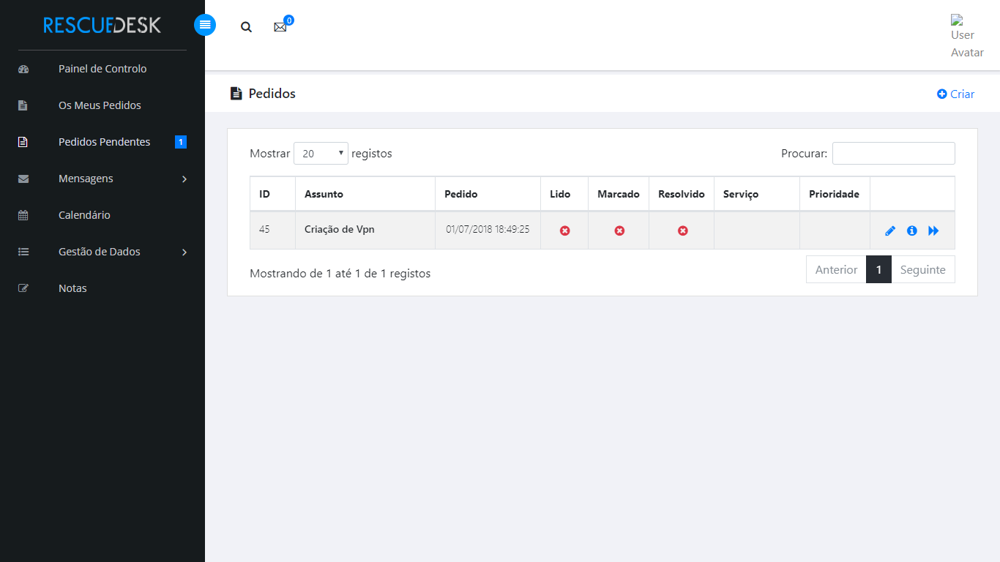 RESCUEDESK
0
User
Avatar
Painel de Controlo
Os Meus Pedidos
Pedidos Pendentes 1
Mensagens
Calendário
Gestão de Dados
Notas
Pedidos
Criar
Mostrar 20 registos
Procurar:
ID Assunto Pedido Lido Marcado Resolvido Serviço Prioridade
45 Criação de Vpn 01/07/2018 18:49:25
Mostrando de 1 até 1 de 1 registos
Anterior 1 Seguinte